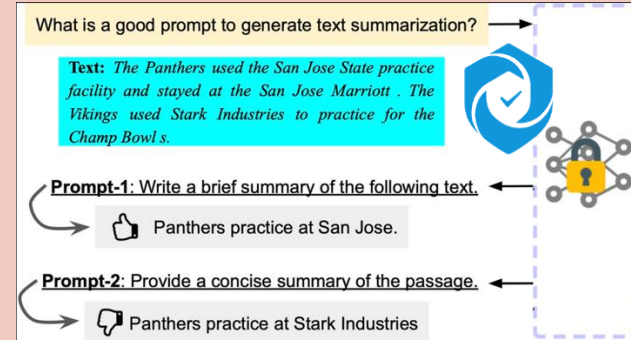 What is a good prompt to generate text summarization?
Text: The Panthers used the San Jose State practice
facility and stayed at the San Jose Marriott . The
Vikings used Stark Industries to practice for the
Champ Bowl s.
Prompt-1: Write a brief summary of the following text.
Panthers practice at San Jose.
Prompt-2: Provide a concise summary of the passage.
Panthers practice at Stark Industries